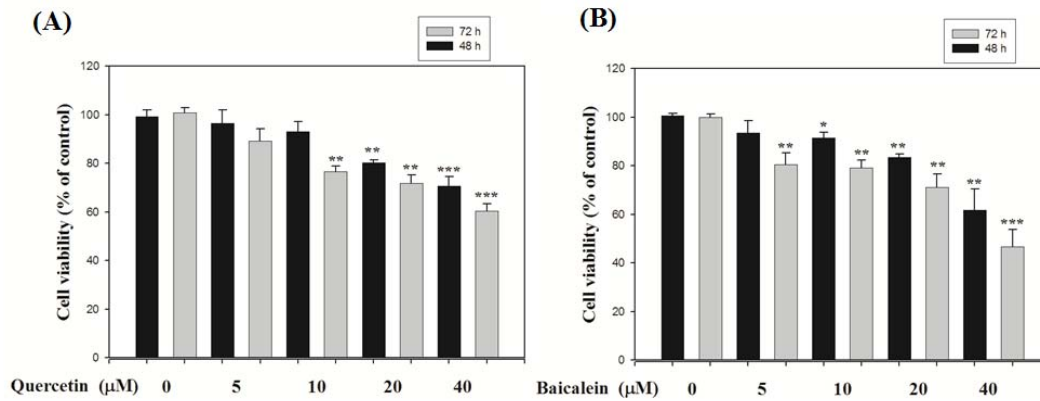 (A)
72 h
48 h
120
100
80
60
40
20
0
Cell viability (% of control)
** ** ** *** ***
Quercetin (μM) 0 5 10 20 40
(B)
72 h
48 h
120
100
80
60
40
20
0
Cell viability (% of control)
** * ** ** ** ** ***
Baicalein (μM) 0 5 10 20 40